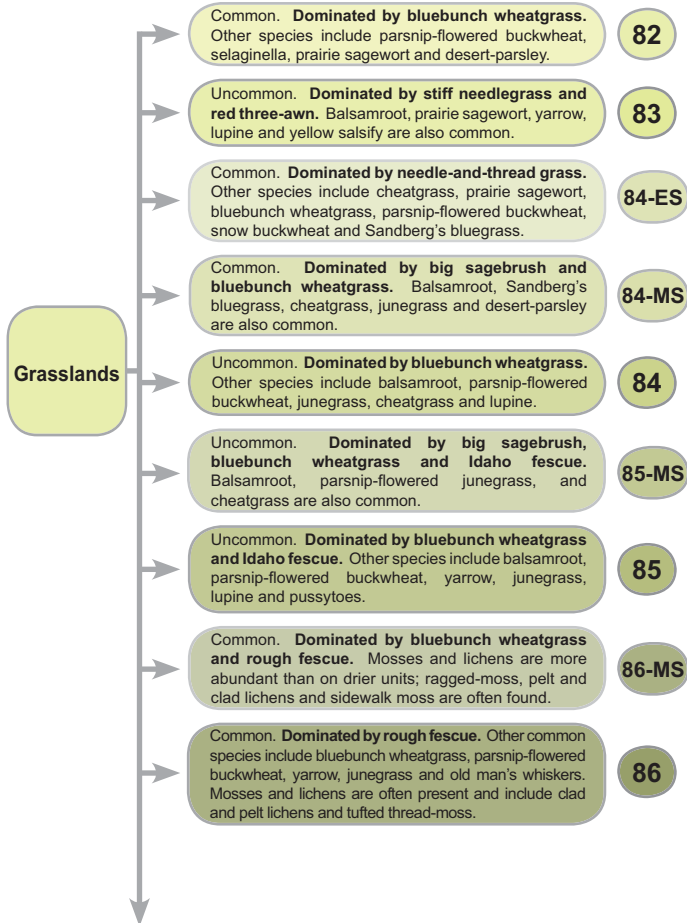 Common. Dominated by bluebunch wheatgrass.
Other species include parsnip-flowered buckwheat,
selaginella, prairie sagewort and desert-parsley.
82
Uncommon. Dominated by stiff needlegrass and
red three-awn. Balsamroot, prairie sagewort, yarrow,
lupine and yellow salsify are also common.
83
Common. Dominated by needle-and-thread grass.
Other species include cheatgrass, prairie sagewort,
bluebunch wheatgrass, parsnip-flowered buckwheat,
snow buckwheat and Sandberg's bluegrass.
84-ES
Common. Dominated by big sagebrush and
bluebunch wheatgrass. Balsamroot, Sandberg's
bluegrass, cheatgrass, junegrass and desert-parsley
are also common.
84-MS
Grasslands
Uncommon. Dominated by bluebunch wheatgrass.
Other species include balsamroot, parsnip-flowered
buckwheat, junegrass, cheatgrass and lupine.
84
Uncommon. Dominated by big sagebrush,
bluebunch wheatgrass and Idaho fescue.
Balsamroot, parsnip-flowered junegrass, and
cheatgrass are also common.
85-MS
Uncommon. Dominated by bluebunch wheatgrass
and Idaho fescue. Other species include balsamroot,
parsnip-flowered buckwheat, yarrow, junegrass,
lupine and pussytoes.
85
Common. Dominated by bluebunch wheatgrass
and rough fescue. Mosses and lichens are more
abundant than on drier units; ragged-moss, pelt and
clad lichens and sidewalk moss are often found.
86-MS
Common. Dominated by rough fescue. Other common
species include bluebunch wheatgrass, parsnip-flowered
buckwheat, yarrow, junegrass and old man's whiskers.
Mosses and lichens are often present and include clad
and pelt lichens and tufted thread-moss.
86